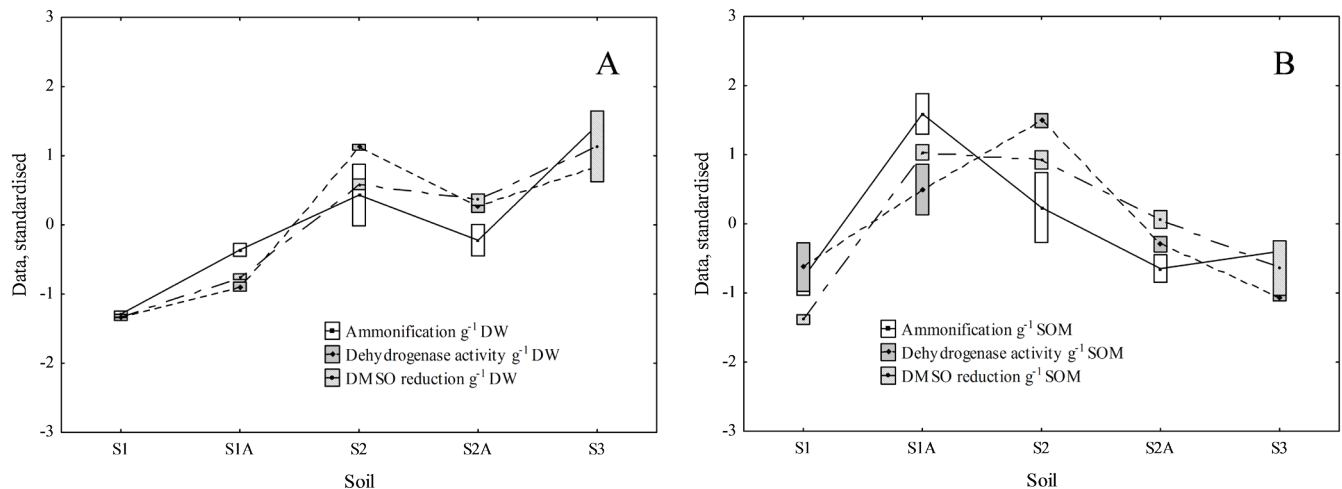 A
Data, standardised
3
2
1
0
-1
-2
-3
Ammonification g⁻¹ DW
Dehydrogenase activity g⁻¹ DW
DMSO reduction g⁻¹ DW
S1 S1A S2 S2A S3
Soil
B
Data, standardised
3
2
1
0
-1
-2
-3
Ammonification g⁻¹ SOM
Dehydrogenase activity g⁻¹ SOM
DMSO reduction g⁻¹ SOM
S1 S1A S2 S2A S3
Soil